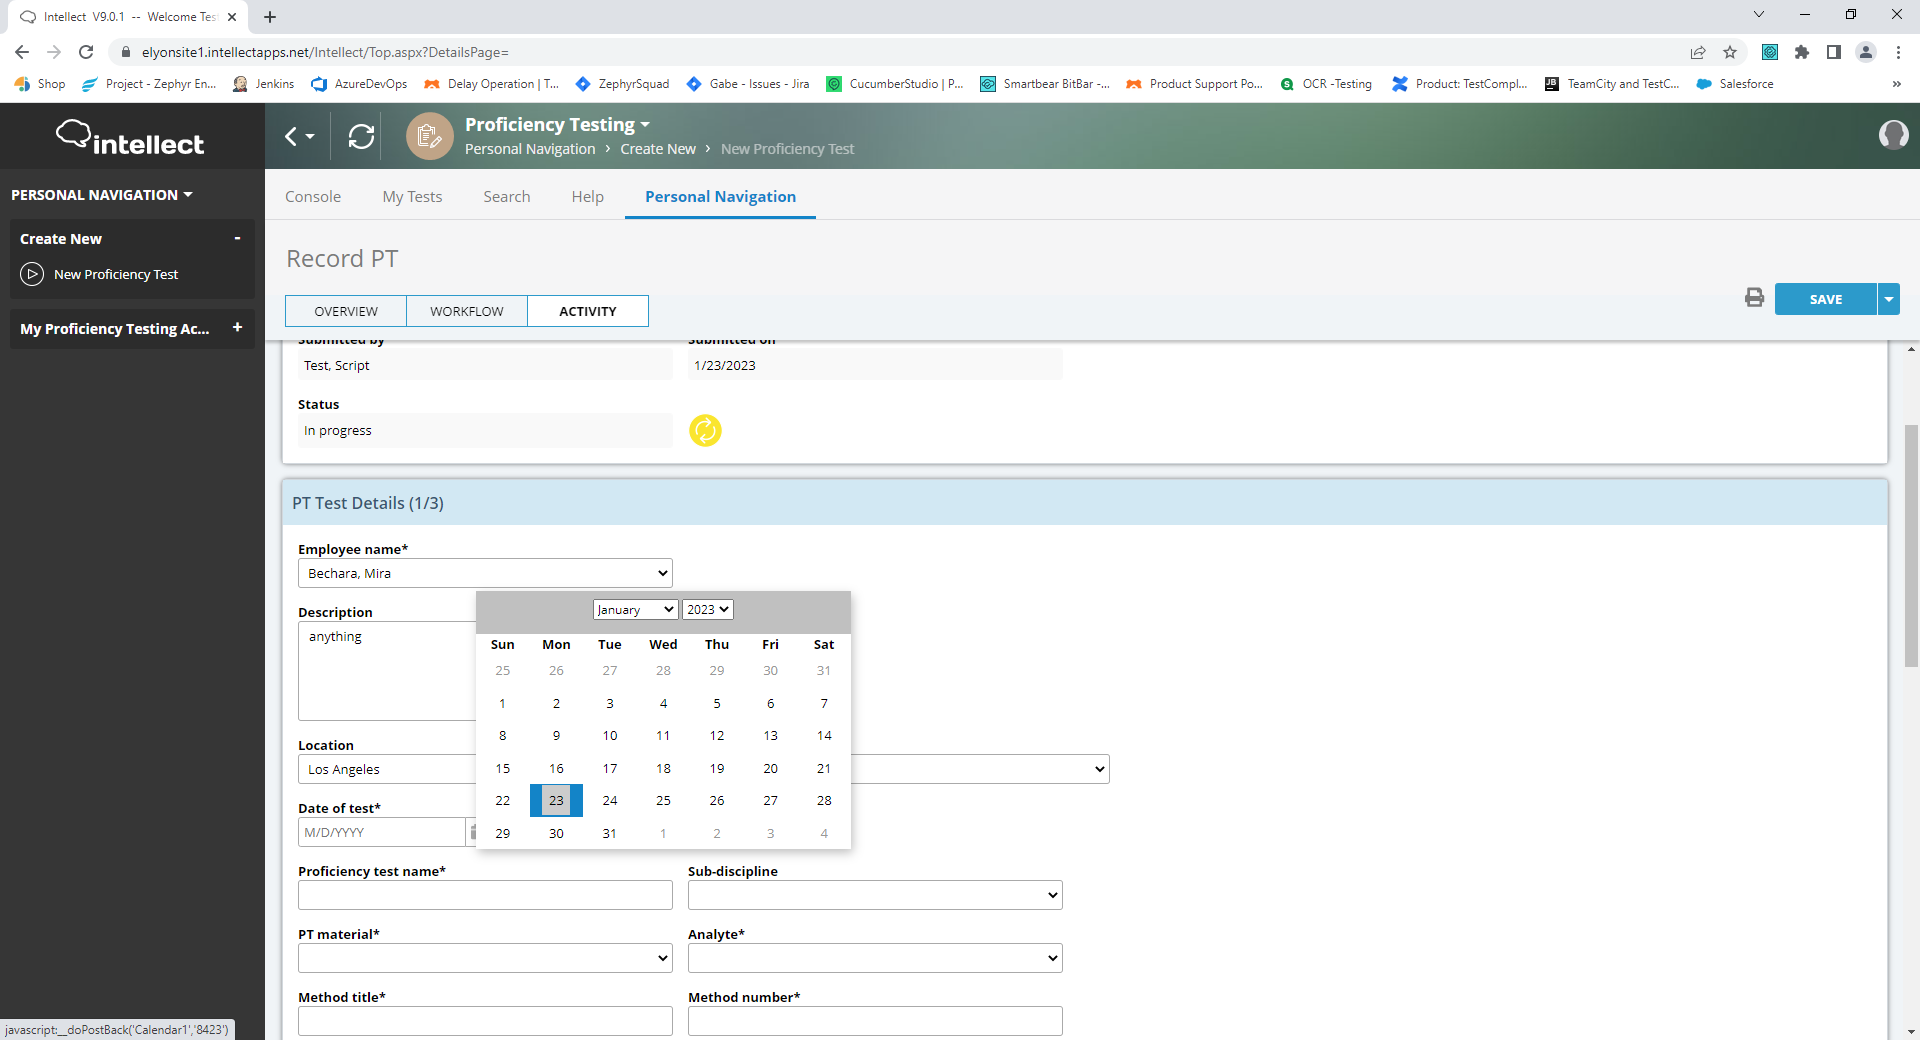 Intellect V9.0.1 -- Welcome Tes
elyonsite1.intellectapps.net/Intellect/Top.aspx?DetailsPage=
Shop
Project - Zephyr En...
Jenkins
AzureDevOps
Delay Operation | T...
ZephyrSquad
Gabe - Issues - Jira
CucumberStudio | P...
Smartbear BitBar -...
Product Support Po...
OCR -Testing
Product: TestCompl...
TeamCity and TestC...
Salesforce
intellect
Proficiency Testing
Personal Navigation › Create New › New Proficiency Test
PERSONAL NAVIGATION
Create New -
New Proficiency Test
My Proficiency Testing Ac... +
Console
My Tests
Search
Help
Personal Navigation
Record PT
OVERVIEW
WORKFLOW
ACTIVITY
SAVE
Submitted by
Submitted on
Test, Script
1/23/2023
Status
In progress
PT Test Details (1/3)
Employee name*
Bechara, Mira
Description
anything
January 2023
Sun Mon Tue Wed Thu Fri Sat
25 26 27 28 29 30 31
1 2 3 4 5 6 7
8 9 10 11 12 13 14
15 16 17 18 19 20 21
22 23 24 25 26 27 28
29 30 31 1 2 3 4
Location
Los Angeles
Date of test*
M/D/YYYY
Proficiency test name*
Sub-discipline
PT material*
Analyte*
Method title*
Method number*
javascript:__doPostBack('Calendar1','8423')